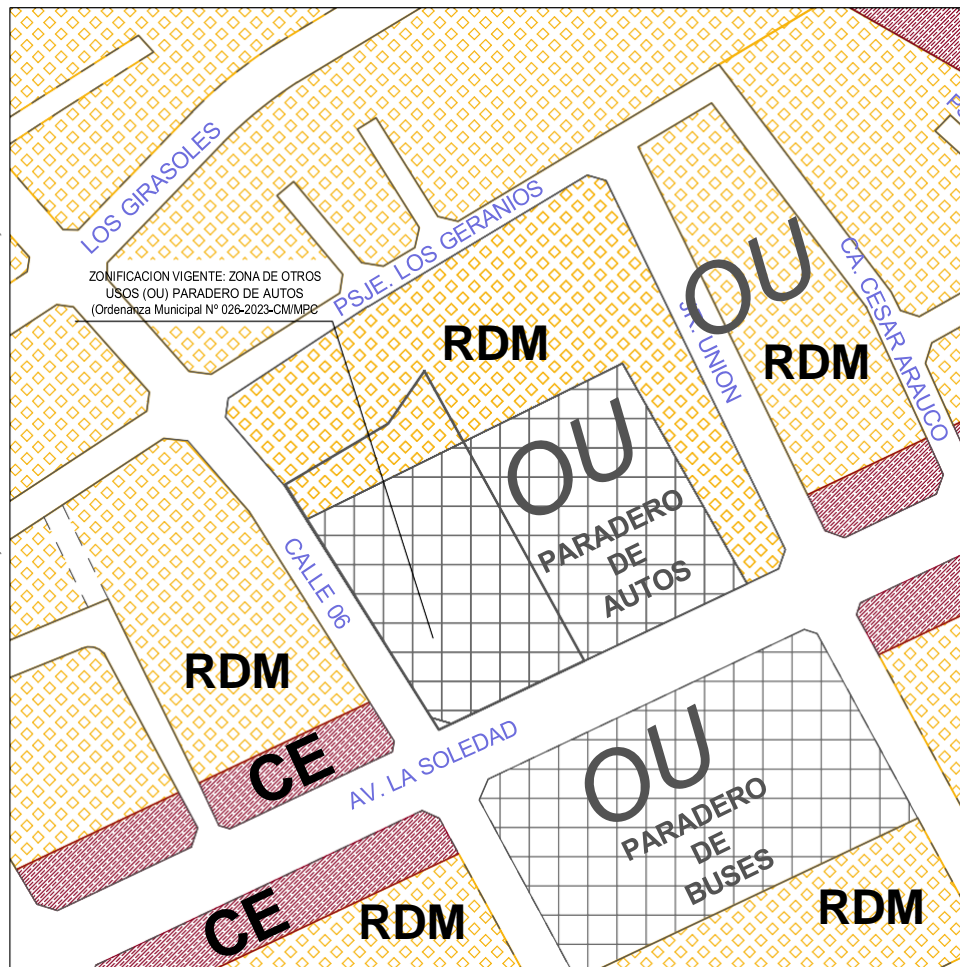 LOS GIRASOLES
PSJE. LOS GERANIOS
ZONIFICACION VIGENTE: ZONA DE OTROS
USOS (OU) PARADERO DE AUTOS
(Ordenanza Municipal Nº 026-2023-CM/MPC
RDM
OU
JR. UNION
RDM
CA. CESAR ARAUCO
OU
PARADERO
DE
AUTOS
CALLE 06
RDM
CE
AV. LA SOLEDAD
OU
PARADERO
DE
BUSES
CE
RDM
RDM